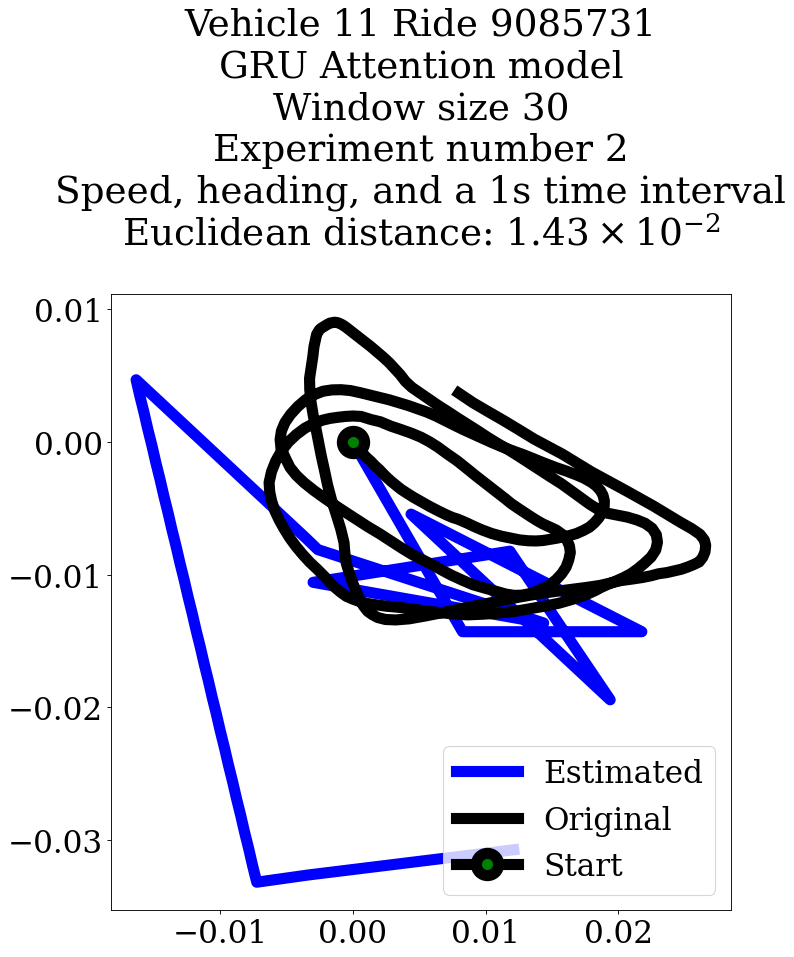 Vehicle 11 Ride 9085731
GRU Attention model
Window size 30
Experiment number 2
Speed, heading, and a 1s time interval
Euclidean distance: 1.43 × 10⁻²
0.01
0.00
−0.01
−0.02
−0.03
Estimated
Original
Start
−0.01 0.00 0.01 0.02